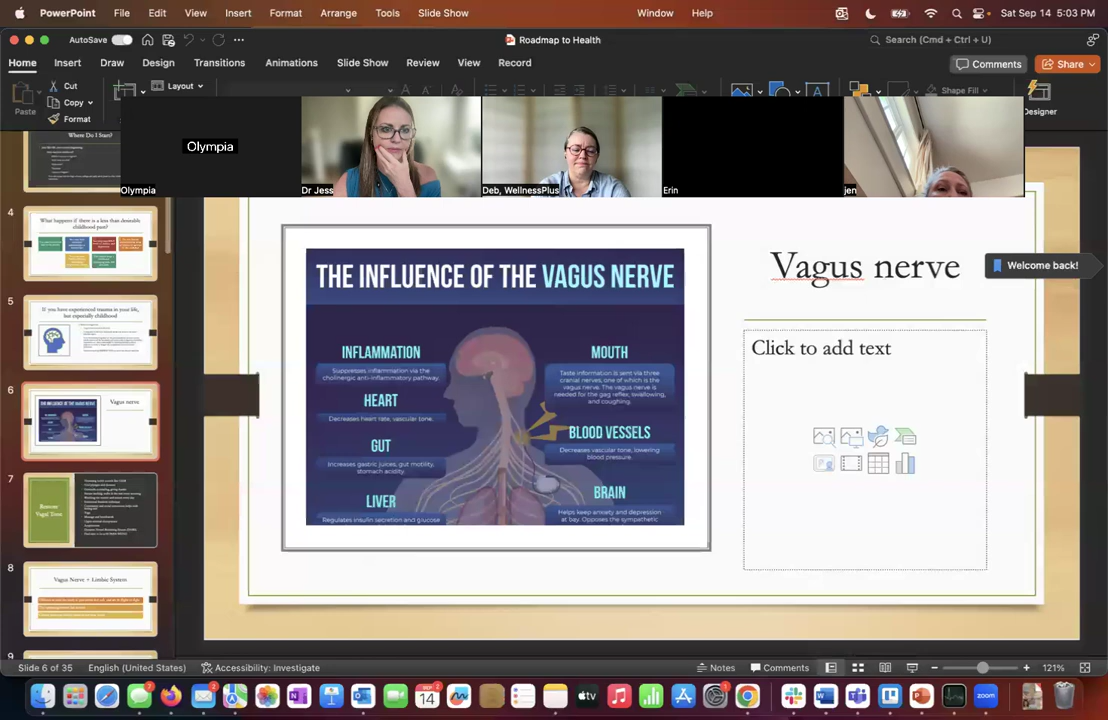 PowerPoint File Edit View Insert Format Arrange Tools Slide Show Window Help Sat Sep 14 5:03 PM
AutoSave Roadmap to Health Search (Cmd + Ctrl + U)
Home Insert Draw Design Transitions Animations Slide Show Review View Record Comments Share
Paste Cut Copy Format Layout Shape Fill Designer
Where Do I Start?
Olympia
Olympia Dr Jess Deb, WellnessPlus Erin jen
4
What happens if there is a less than desirable
childhood past?
5
If you have experienced trauma in your life,
but especially childhood
6
Vagus nerve
7
Restore
Vagal Tone
8
Vagus Nerve + Limbic System
9
THE INFLUENCE OF THE VAGUS NERVE
INFLAMMATION
Suppresses inflammation via the
cholinergic anti-inflammatory pathway.
HEART
Decreases heart rate, vascular tone.
GUT
Increases gastric juices, gut motility,
stomach acidity.
LIVER
Regulates insulin secretion and glucose
MOUTH
Taste information is sent via three
cranial nerves, one of which is the
vagus nerve. The vagus nerve is
needed for the gag reflex, swallowing,
and coughing.
BLOOD VESSELS
Decreases vascular tone, lowering
blood pressure.
BRAIN
Helps keep anxiety and depression
at bay. Opposes the sympathetic
Vagus nerve
Welcome back!
Click to add text
Slide 6 of 35 English (United States) Accessibility: Investigate Notes Comments 121%
SEP
14
tv
zoom